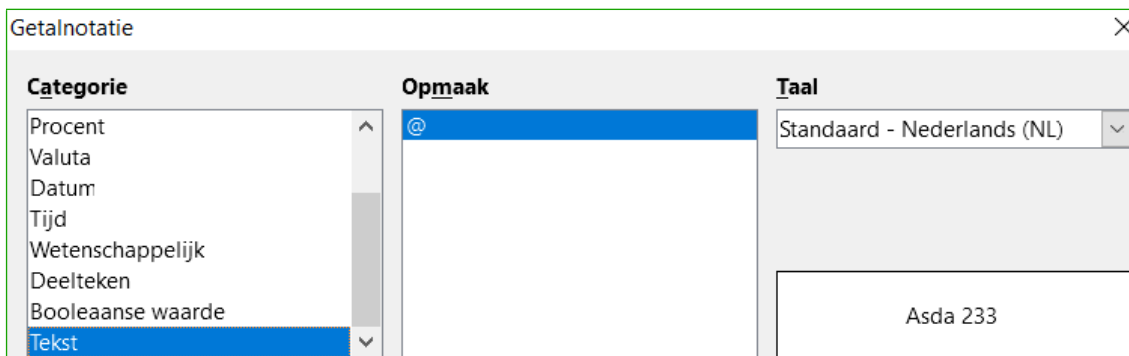 Getalnotatie
Categorie
Opmaak
Taal
Procent
Valuta
Datum
Tijd
Wetenschappelijk
Deelteken
Booleaanse waarde
Tekst
@
Standaard - Nederlands (NL)
Asda 233